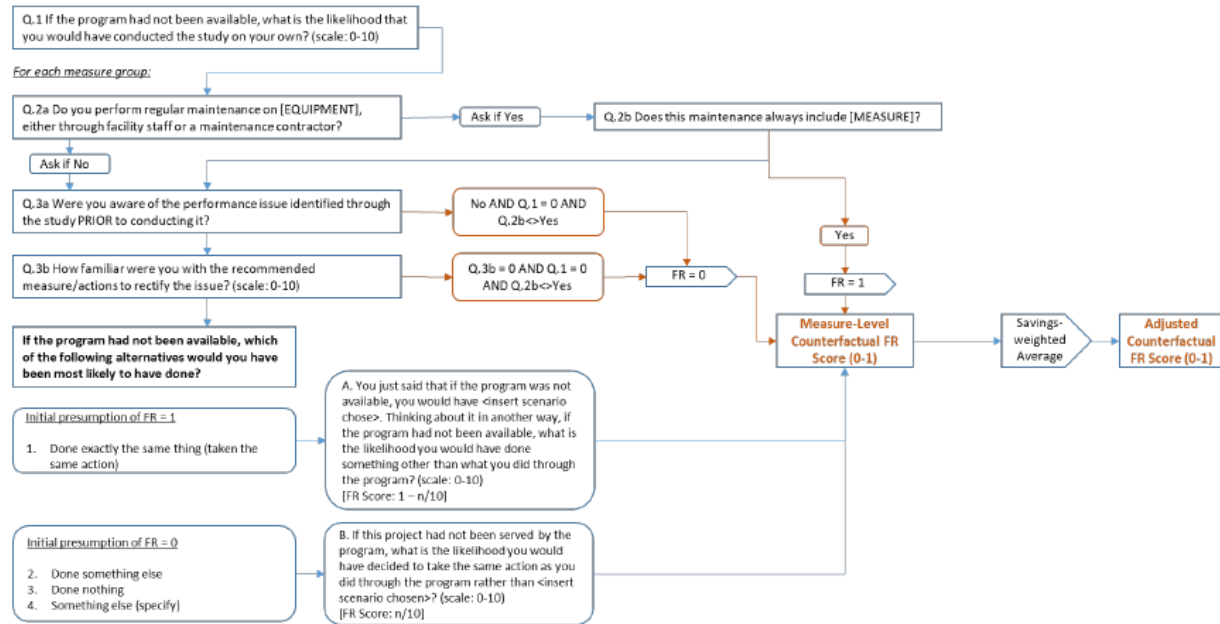 Q.1 If the program had not been available, what is the likelihood that
you would have conducted the study on your own? (scale: 0-10)
For each measure group:
Q.2a Do you perform regular maintenance on [EQUIPMENT],
either through facility staff or a maintenance contractor?
Ask if Yes
Q.2b Does this maintenance always include [MEASURE]?
Ask if No
Q.3a Were you aware of the performance issue identified through
the study PRIOR to conducting it?
No AND Q.1 = 0 AND
Q.2b<>Yes
Yes
Q.3b How familiar were you with the recommended
measure/actions to rectify the issue? (scale: 0-10)
Q.3b = 0 AND Q.1 = 0
AND Q.2b<>Yes
FR = 0
FR = 1
If the program had not been available, which
of the following alternatives would you have
been most likely to have done?
Measure-Level
Counterfactual FR
Score (0-1)
Savings-
weighted
Average
Adjusted
Counterfactual
FR Score (0-1)
Initial presumption of FR = 1
1. Done exactly the same thing (taken the
same action)
A. You just said that if the program was not
available, you would have <insert scenario
chose>. Thinking about it in another way, if
the program had not been available, what is
the likelihood you would have done
something other than what you did through
the program? (scale: 0-10)
[FR Score: 1 – n/10]
Initial presumption of FR = 0
2. Done something else
3. Done nothing
4. Something else (specify)
B. If this project had not been served by the
program, what is the likelihood you would
have decided to take the same action as you
did through the program rather than <insert
scenario chosen>? (scale: 0-10)
[FR Score: n/10]